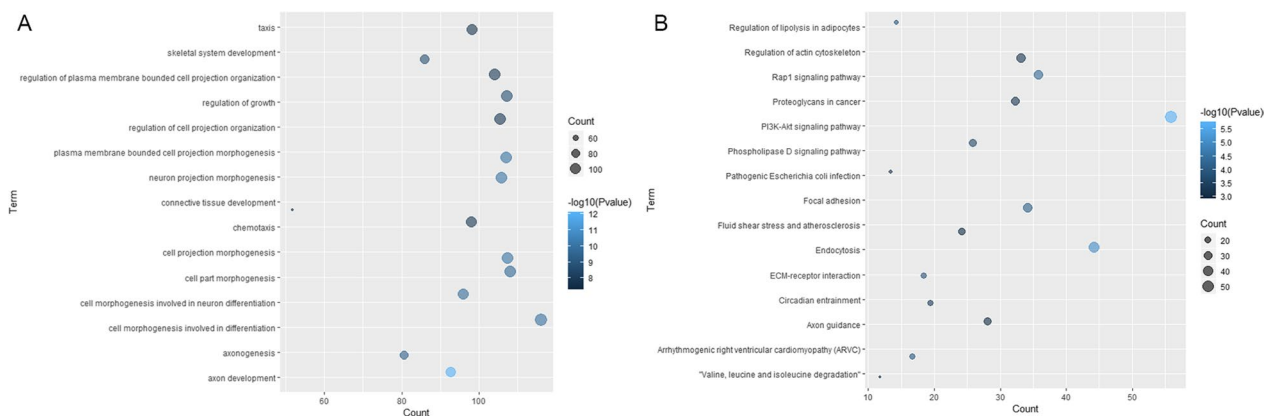 A
taxis
skeletal system development
regulation of plasma membrane bounded cell projection organization
regulation of growth
regulation of cell projection organization
plasma membrane bounded cell projection morphogenesis
neuron projection morphogenesis
connective tissue development
chemotaxis
cell projection morphogenesis
cell part morphogenesis
cell morphogenesis involved in neuron differentiation
cell morphogenesis involved in differentiation
axonogenesis
axon development
Term
60
80
100
Count
Count
60
80
100
-log10(Pvalue)
12
11
10
9
8
B
Regulation of lipolysis in adipocytes
Regulation of actin cytoskeleton
Rap1 signaling pathway
Proteoglycans in cancer
PI3K-Akt signaling pathway
Phospholipase D signaling pathway
Pathogenic Escherichia coli infection
Focal adhesion
Fluid shear stress and atherosclerosis
Endocytosis
ECM-receptor interaction
Circadian entrainment
Axon guidance
Arrhythmogenic right ventricular cardiomyopathy (ARVC)
"Valine, leucine and isoleucine degradation"
Term
10
20
30
40
50
Count
-log10(Pvalue)
5.5
5.0
4.5
4.0
3.5
3.0
Count
20
30
40
50